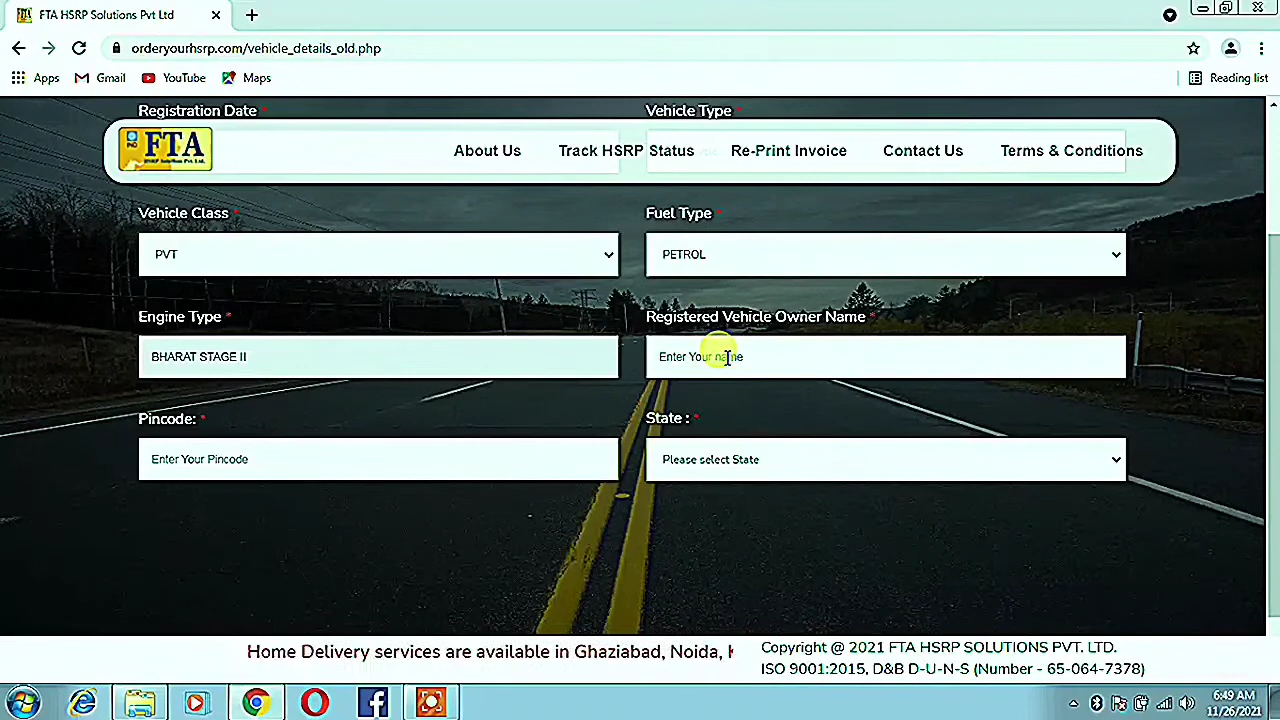 FTA HSRP Solutions Pvt Ltd
orderyourhsrp.com/vehicle_details_old.php
Apps Gmail YouTube Maps Reading list
Registration Date * Vehicle Type *
FTA
HSRP Solutions Pvt. Ltd.
About Us Track HSRP Status Re-Print Invoice Contact Us Terms & Conditions
Vehicle Class * Fuel Type *
PVT PETROL
Engine Type * Registered Vehicle Owner Name *
BHARAT STAGE II Enter Your name
Pincode: * State : *
Enter Your Pincode Please select State
Home Delivery services are available in Ghaziabad, Noida,
Copyright @ 2021 FTA HSRP SOLUTIONS PVT. LTD.
ISO 9001:2015, D&B D-U-N-S (Number - 65-064-7378)
6:49 AM
11/26/2021